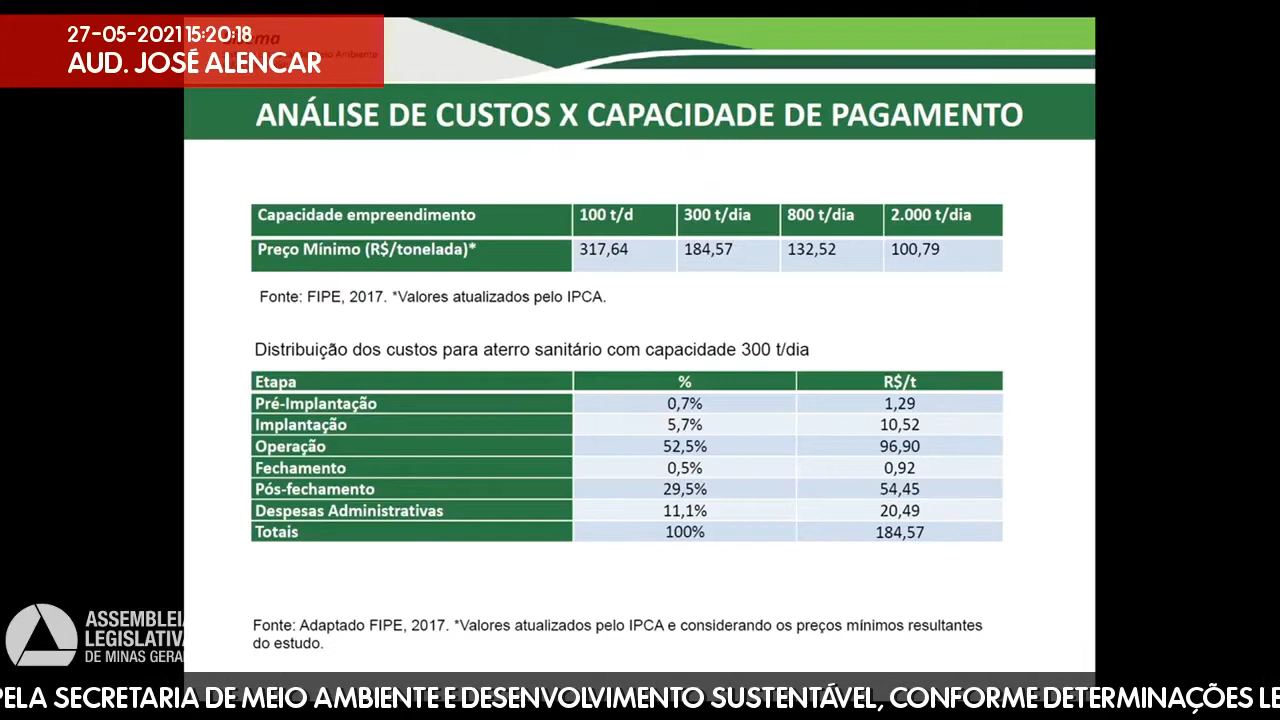 27-05-2021 15:20:18
AUD. JOSÉ ALENCAR
Meio Ambiente
ANÁLISE DE CUSTOS X CAPACIDADE DE PAGAMENTO
Capacidade empreendimento 100 t/d 300 t/dia 800 t/dia 2.000 t/dia
Preço Mínimo (R$/tonelada)* 317,64 184,57 132,52 100,79
Fonte: FIPE, 2017. *Valores atualizados pelo IPCA.
Distribuição dos custos para aterro sanitário com capacidade 300 t/dia
Etapa % R$/t
Pré-Implantação 0,7% 1,29
Implantação 5,7% 10,52
Operação 52,5% 96,90
Fechamento 0,5% 0,92
Pós-fechamento 29,5% 54,45
Despesas Administrativas 11,1% 20,49
Totais 100% 184,57
Fonte: Adaptado FIPE, 2017. *Valores atualizados pelo IPCA e considerando os preços mínimos resultantes
do estudo.
ASSEMBLEIA
LEGISLATIVA
DE MINAS GERAI
PELA SECRETARIA DE MEIO AMBIENTE E DESENVOLVIMENTO SUSTENTÁVEL, CONFORME DETERMINAÇÕES LE